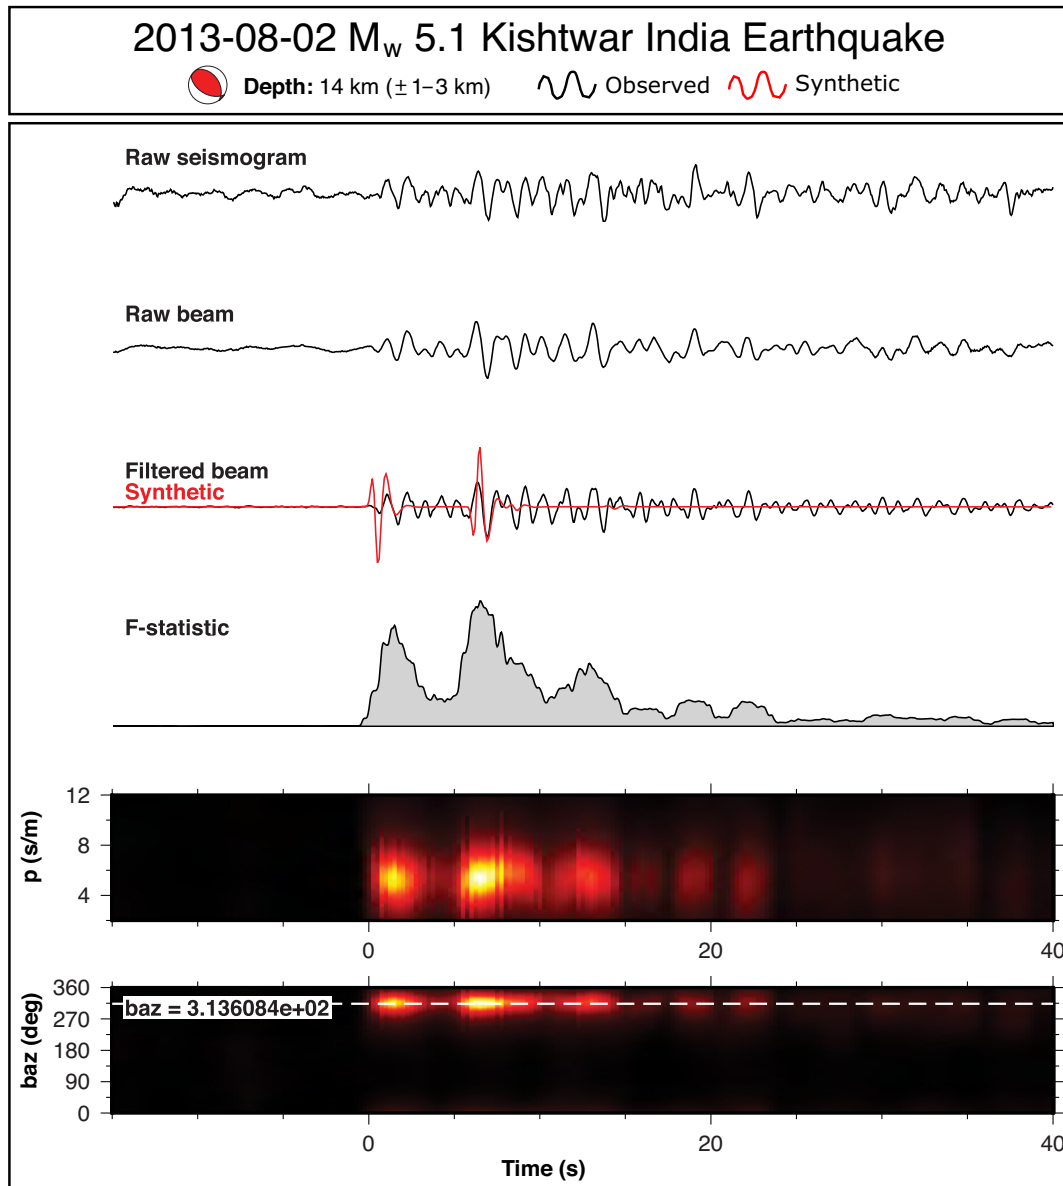 2013-08-02 Mw 5.1 Kishtwar India Earthquake
Depth: 14 km (±1–3 km) Observed Synthetic
Raw seismogram
Raw beam
Filtered beam
Synthetic
F-statistic
12
8
4
p (s/m)
0 20 40
360
270
180
90
0
baz (deg)
baz = 3.136084e+02
0 20 40
Time (s)